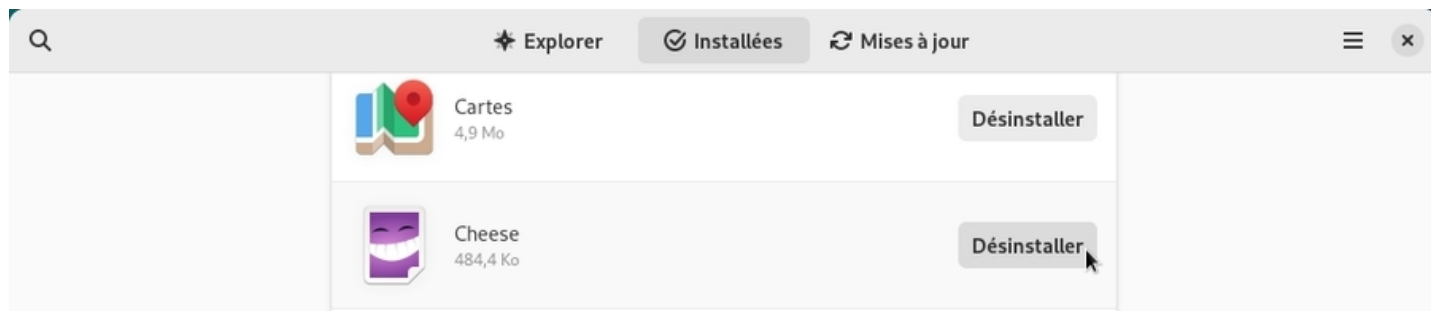 Explorer Installées Mises à jour
Cartes
4,9 Mo
Désinstaller
Cheese
484,4 Ko
Désinstaller